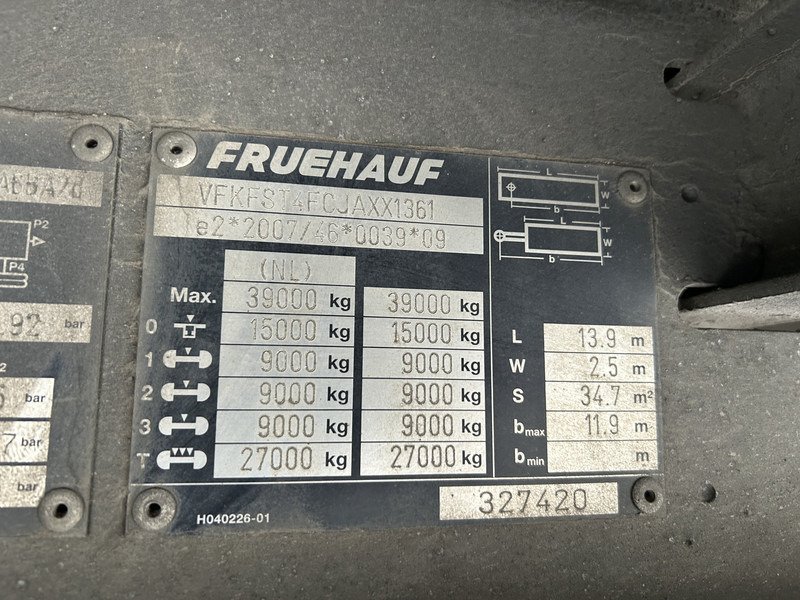 FRUEHAUF
VFKFST4FCJAXX1361
e2*2007/46*0039*09
(NL)
Max. 39000 kg 39000 kg
0 15000 kg 15000 kg
1 9000 kg 9000 kg
2 9000 kg 9000 kg
3 9000 kg 9000 kg
T 27000 kg 27000 kg
H040226-01
L
W
b
L
W
b
L 13.9 m
W 2.5 m
S 34.7 m²
bmax 11.9 m
bmin m
327420
P2
P4
92 bar
2
bar
7 bar
bar